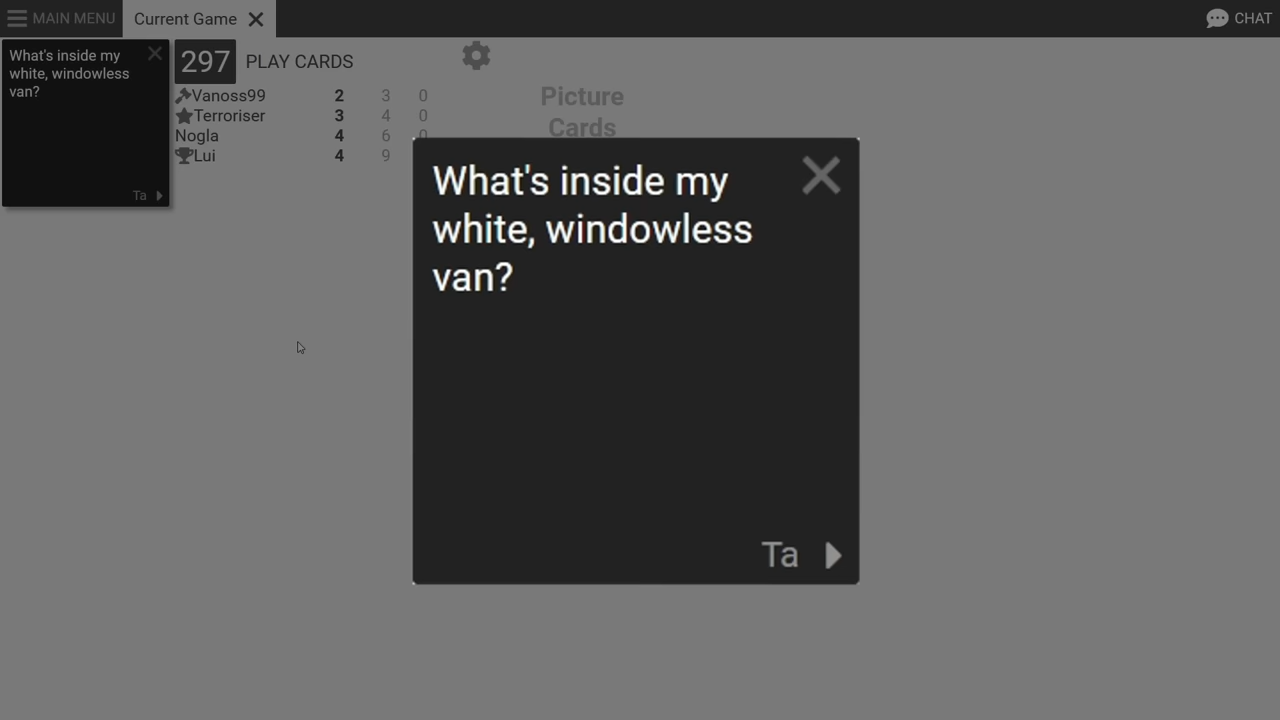 MAIN MENU
Current Game
CHAT
What's inside my
white, windowless
van?
Ta
297 PLAY CARDS
Vanoss99 2 3 0
Terroriser 3 4 0
Nogla 4 6 0
Lui 4 9
Picture
Cards
What's inside my
white, windowless
van?
Ta